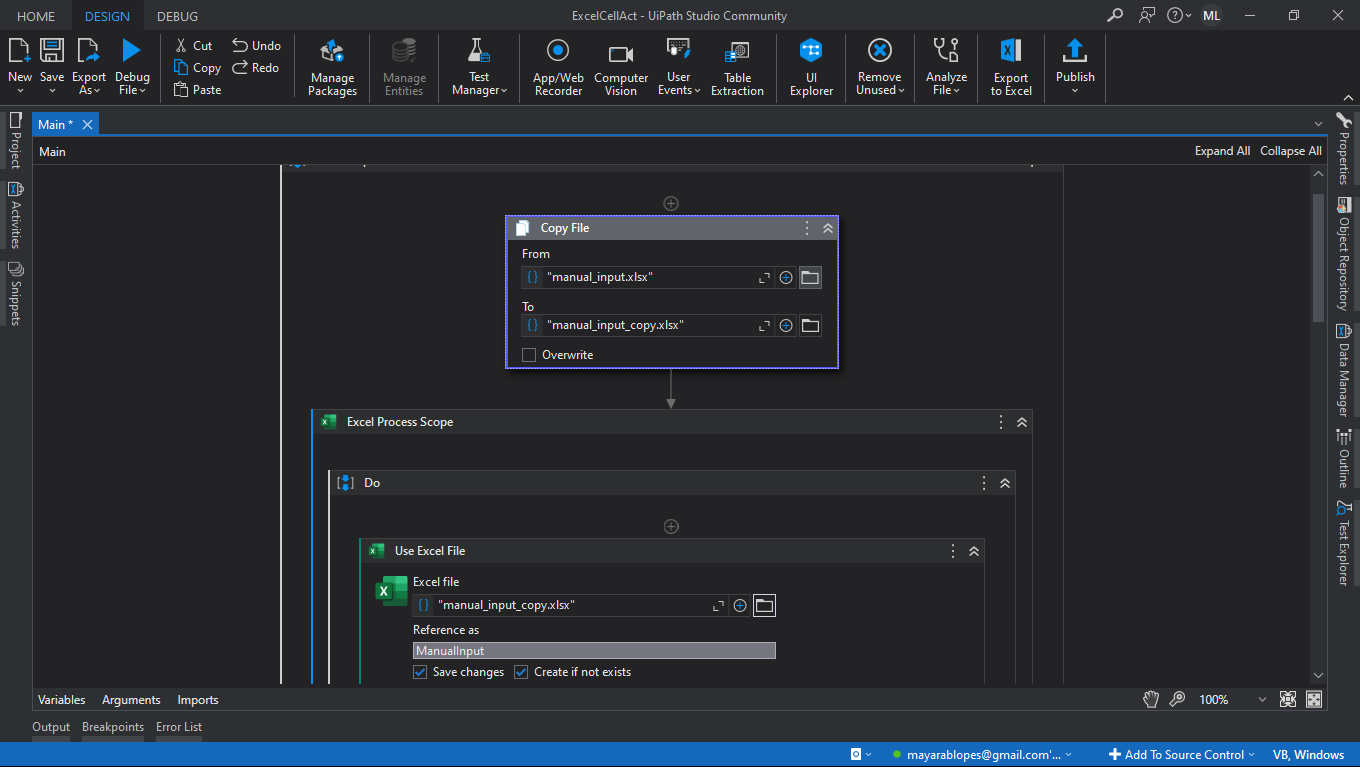 HOME DESIGN DEBUG ExcelCellAct - UiPath Studio Community ML
New Save Export As Debug File Cut Copy Paste Undo Redo Manage Packages Manage Entities Test Manager App/Web Recorder Computer Vision User Events Table Extraction UI Explorer Remove Unused Analyze File Export to Excel Publish
Main *
Main Expand All Collapse All
Project
Activities
Snippets
Copy File
From
"manual_input.xlsx"
To
"manual_input_copy.xlsx"
Overwrite
Excel Process Scope
Do
Use Excel File
Excel file
"manual_input_copy.xlsx"
Reference as
ManualInput
Save changes Create if not exists
Properties
Object Repository
Data Manager
Outline
Test Explorer
Variables Arguments Imports 100%
Output Breakpoints Error List
mayarablopes@gmail.com'... Add To Source Control VB, Windows